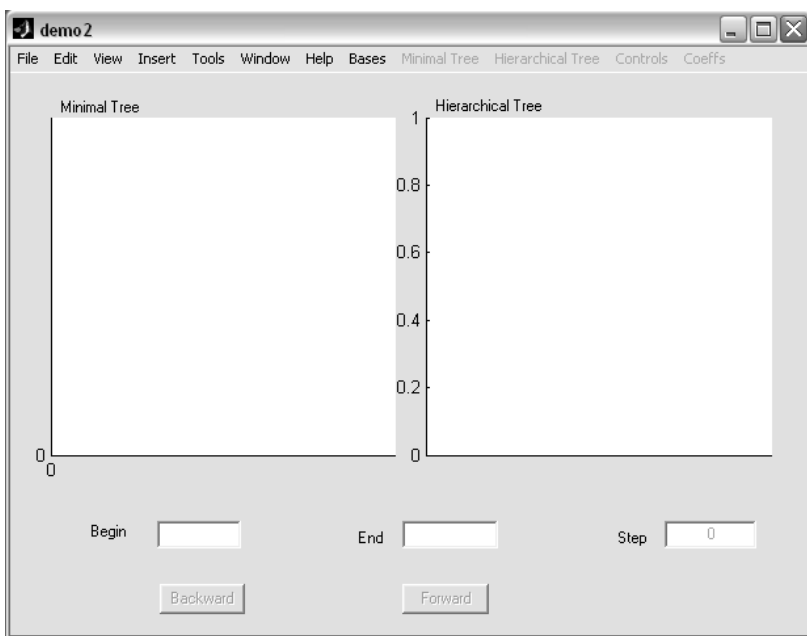 demo2
File Edit View Insert Tools Window Help Bases Minimal Tree Hierarchical Tree Controls Coeffs
Minimal Tree
0
0
Hierarchical Tree
1
0.8
0.6
0.4
0.2
0
Begin
End
Step 0
Backward
Forward